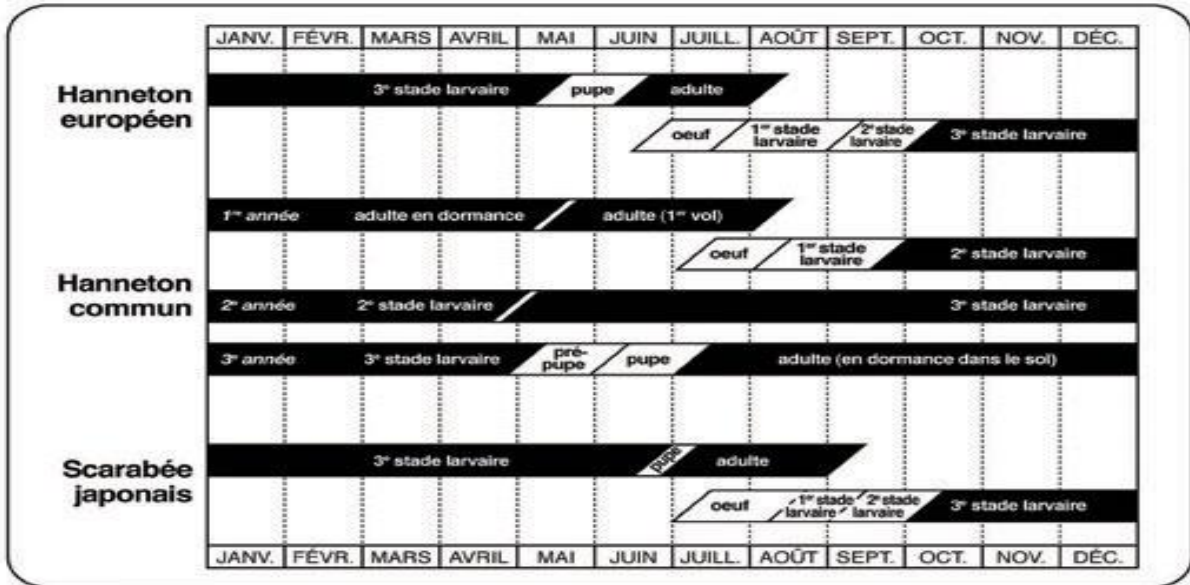 JANV. FÉVR. MARS AVRIL MAI JUIN JUILL. AOÛT SEPT. OCT. NOV. DÉC.
Hanneton
européen
3e stade larvaire
pupe
adulte
oeuf
1er stade
larvaire
2e stade
larvaire
3e stade larvaire
Hanneton
commun
1re année
adulte en dormance
adulte (1er vol)
oeuf
1er stade
larvaire
2e stade larvaire
2e année
2e stade larvaire
3e stade larvaire
3e année
3e stade larvaire
pré-
pupe
pupe
adulte (en dormance dans le sol)
Scarabée
japonais
3e stade larvaire
pupe
adulte
oeuf
1er stade
larvaire
2e stade
larvaire
3e stade larvaire
JANV. FÉVR. MARS AVRIL MAI JUIN JUILL. AOÛT SEPT. OCT. NOV. DÉC.